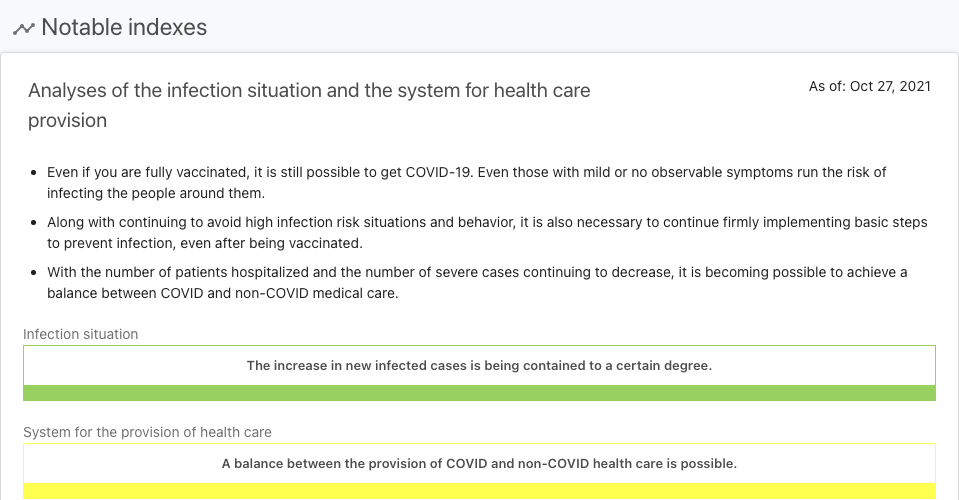 Notable indexes
Analyses of the infection situation and the system for health care
provision
As of: Oct 27, 2021
Even if you are fully vaccinated, it is still possible to get COVID-19. Even those with mild or no observable symptoms run the risk of
infecting the people around them.
Along with continuing to avoid high infection risk situations and behavior, it is also necessary to continue firmly implementing basic steps
to prevent infection, even after being vaccinated.
With the number of patients hospitalized and the number of severe cases continuing to decrease, it is becoming possible to achieve a
balance between COVID and non-COVID medical care.
Infection situation
The increase in new infected cases is being contained to a certain degree.
System for the provision of health care
A balance between the provision of COVID and non-COVID health care is possible.